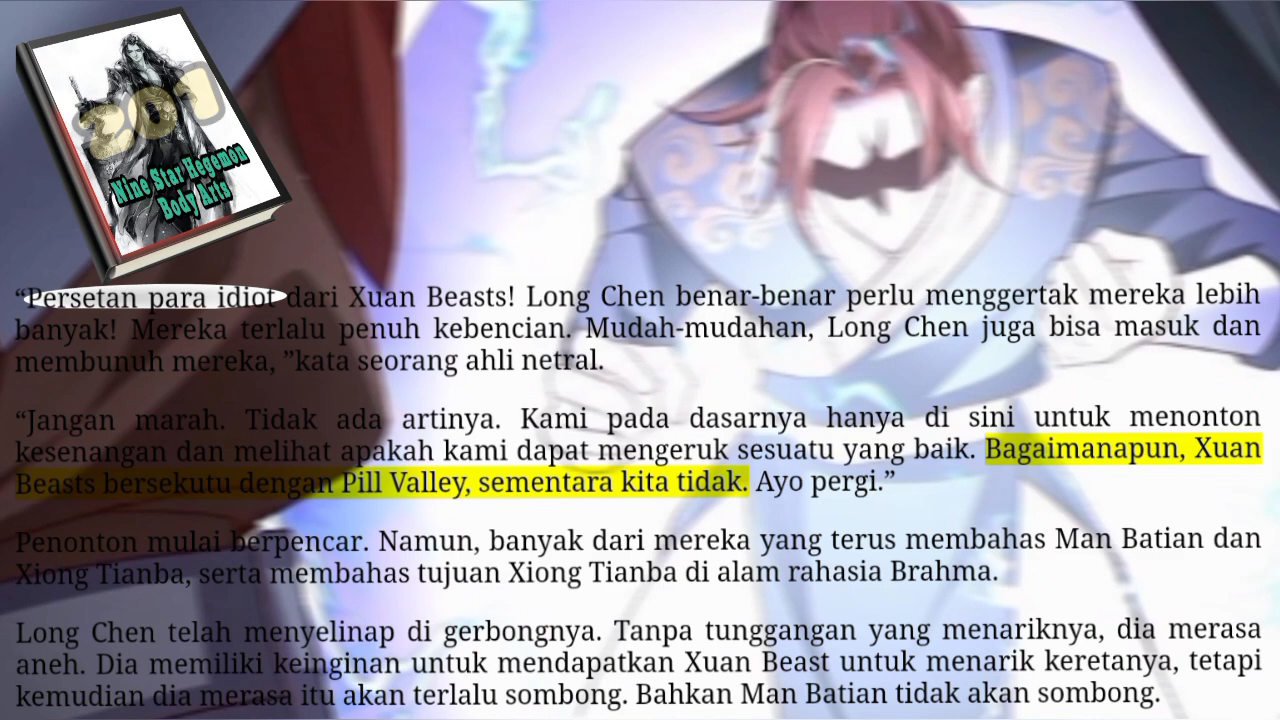 201
Nine Star Hegemon
Body Arts
“Persetan para idiot dari Xuan Beasts! Long Chen benar-benar perlu menggertak mereka lebih
banyak! Mereka terlalu penuh kebencian. Mudah-mudahan, Long Chen juga bisa masuk dan
membunuh mereka, ”kata seorang ahli netral.
“Jangan marah. Tidak ada artinya. Kami pada dasarnya hanya di sini untuk menonton
kesenangan dan melihat apakah kami dapat mengeruk sesuatu yang baik. Bagaimanapun, Xuan
Beasts bersekutu dengan Pill Valley, sementara kita tidak. Ayo pergi.”
Penonton mulai berpencar. Namun, banyak dari mereka yang terus membahas Man Batian dan
Xiong Tianba, serta membahas tujuan Xiong Tianba di alam rahasia Brahma.
Long Chen telah menyelinap di gerbongnya. Tanpa tunggangan yang menariknya, dia merasa
aneh. Dia memiliki keinginan untuk mendapatkan Xuan Beast untuk menarik keretanya, tetapi
kemudian dia merasa itu akan terlalu sombong. Bahkan Man Batian tidak akan sombong.